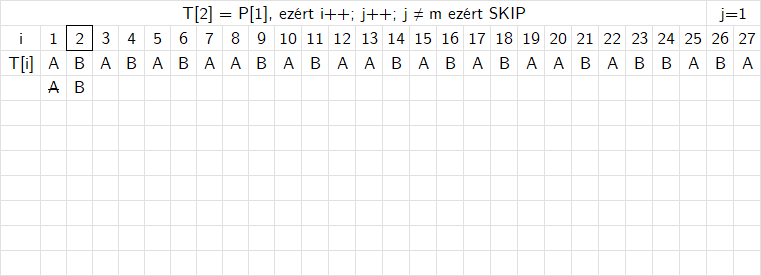 T[2] = P[1], ezért i++; j++; j ≠ m ezért SKIP j=1
i 1 2 3 4 5 6 7 8 9 10 11 12 13 14 15 16 17 18 19 20 21 22 23 24 25 26 27
T[i] A B A B A B A A B A B A A B A B A B A A B A B B A B A
A B